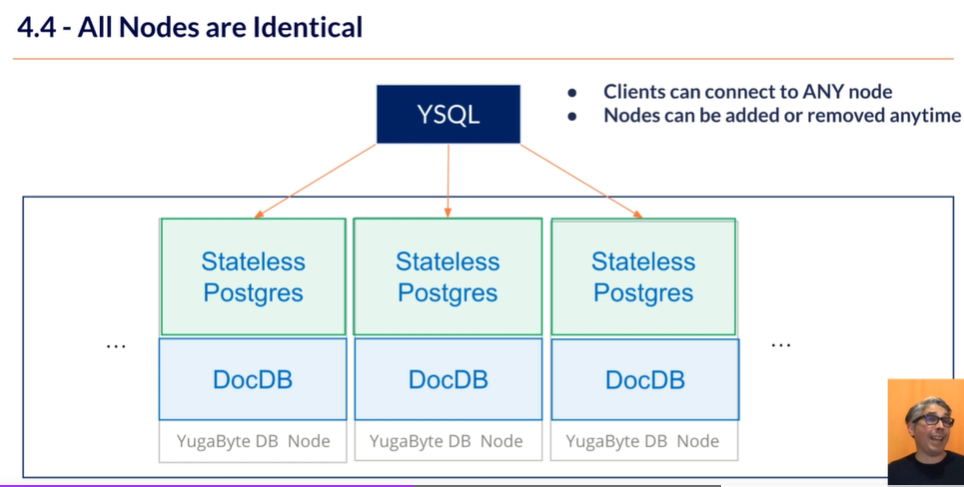 4.4 - All Nodes are Identical
YSQL
● Clients can connect to ANY node
● Nodes can be added or removed anytime
Stateless
Postgres
Stateless
Postgres
Stateless
Postgres
...
...
DocDB
DocDB
DocDB
YugaByte DB Node
YugaByte DB Node
YugaByte DB Node